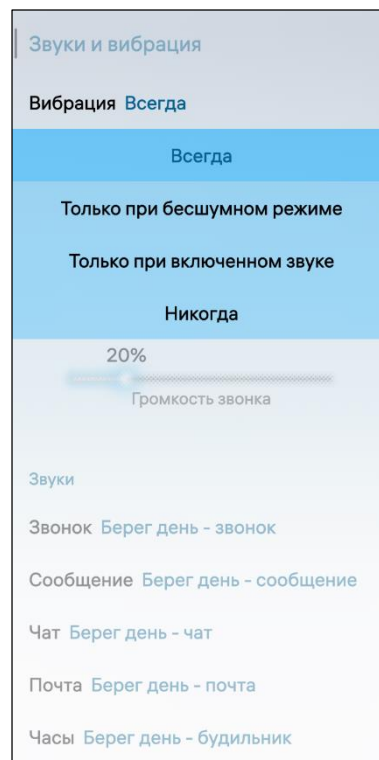 Звуки и вибрация
Вибрация Всегда
Всегда
Только при бесшумном режиме
Только при включенном звуке
Никогда
20%
Громкость звонка
Звуки
Звонок Берег день - звонок
Сообщение Берег день - сообщение
Чат Берег день - чат
Почта Берег день - почта
Часы Берег день - будильник